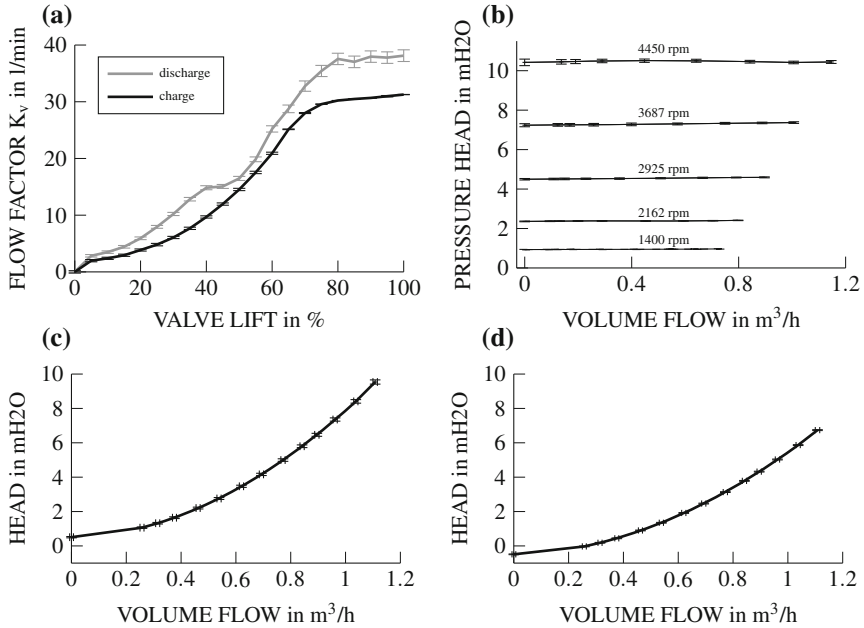 (a)
FLOW FACTOR Kv in l/min
40
30
20
10
0
discharge
charge
0 20 40 60 80 100
VALVE LIFT in %
(b)
PRESSURE HEAD in mH2O
10
8
6
4
2
0
4450 rpm
3687 rpm
2925 rpm
2162 rpm
1400 rpm
0 0.4 0.8 1.2
VOLUME FLOW in m³/h
(c)
HEAD in mH2O
10
8
6
4
2
0
0 0.2 0.4 0.6 0.8 1 1.2
VOLUME FLOW in m³/h
(d)
HEAD in mH2O
10
8
6
4
2
0
0 0.2 0.4 0.6 0.8 1 1.2
VOLUME FLOW in m³/h